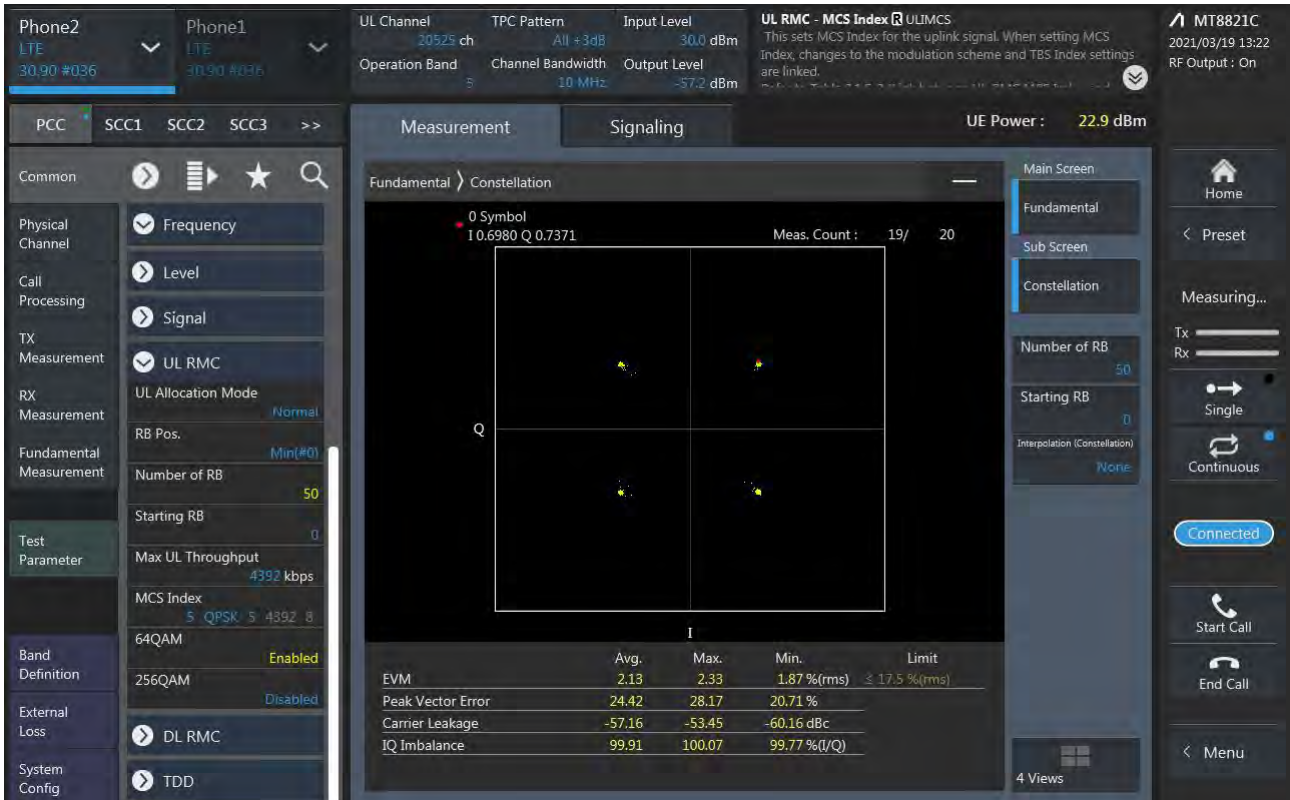 Phone2
LTE
30.90 #036
Phone1
LTE
30.90 #036
UL Channel
20525 ch
Operation Band
5
TPC Pattern
All +3dB
Channel Bandwidth
10 MHz
Input Level
30.0 dBm
Output Level
-57.2 dBm
UL RMC - MCS Index R ULIMCS
This sets MCS Index for the uplink signal. When setting MCS
Index, changes to the modulation scheme and TBS Index settings
are linked.
MT8821C
2021/03/19 13:22
RF Output : On
PCC SCC1 SCC2 SCC3 >>
Measurement
Signaling
UE Power : 22.9 dBm
Common
Physical
Channel
Call
Processing
TX
Measurement
RX
Measurement
Fundamental
Measurement
Test
Parameter
Band
Definition
External
Loss
System
Config
Frequency
Level
Signal
UL RMC
UL Allocation Mode
Normal
RB Pos.
Min(#0)
Number of RB
50
Starting RB
0
Max UL Throughput
4392 kbps
MCS Index
5 QPSK 5 4392 8
64QAM
Enabled
256QAM
Disabled
DL RMC
TDD
Fundamental > Constellation
0 Symbol
I 0.6980 Q 0.7371
Meas. Count : 19/ 20
Q
I
Avg. Max. Min. Limit
EVM 2.13 2.33 1.87 %(rms) ≦ 17.5 %(rms)
Peak Vector Error 24.42 28.17 20.71 %
Carrier Leakage -57.16 -53.45 -60.16 dBc
IQ Imbalance 99.91 100.07 99.77 %(I/Q)
Main Screen
Fundamental
Sub Screen
Constellation
Number of RB
50
Starting RB
0
Interpolation (Constellation)
None
4 Views
Home
< Preset
Measuring...
Tx
Rx
Single
Continuous
Connected
Start Call
End Call
< Menu